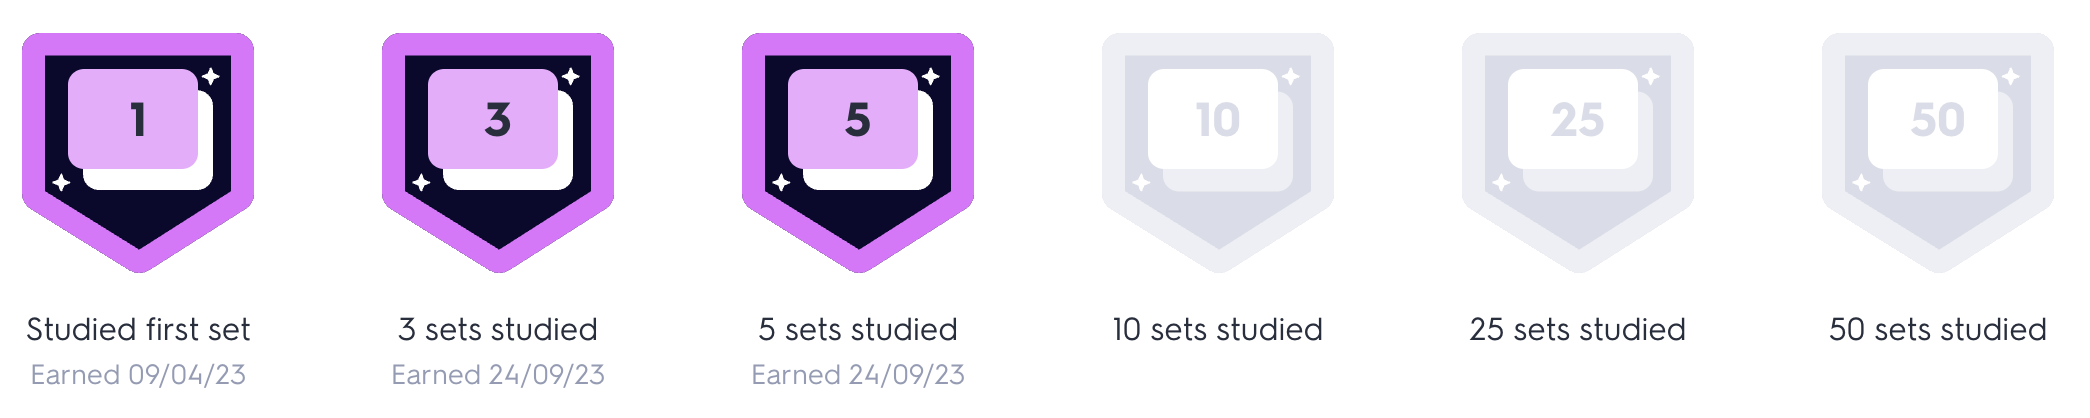 1
3
5
10
25
50
Studied first set
3 sets studied
5 sets studied
10 sets studied
25 sets studied
50 sets studied
Earned 09/04/23
Earned 24/09/23
Earned 24/09/23